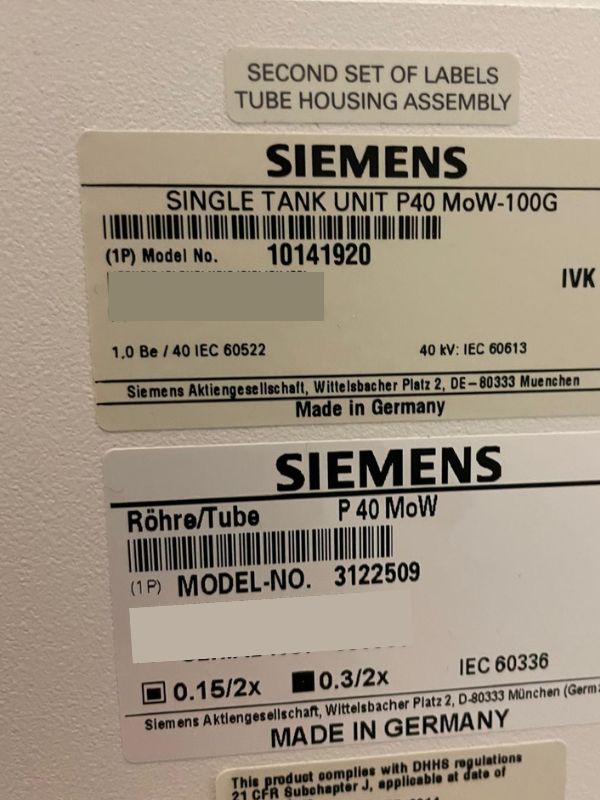 SECOND SET OF LABELS
TUBE HOUSING ASSEMBLY
SIEMENS
SINGLE TANK UNIT P40 MoW-100G
(1P) Model No. 10141920
IVK
1,0 Be / 40 IEC 60522 40 kV: IEC 60613
Siemens Aktiengesellschaft, Wittelsbacher Platz 2, DE-80333 Muenchen
Made in Germany
SIEMENS
Röhre/Tube P 40 MoW
(1P) MODEL-NO. 3122509
0.15/2x 0.3/2x IEC 60336
Siemens Aktiengesellschaft, Wittelsbacher Platz 2, D-80333 München (Germ
MADE IN GERMANY
This product complies with DHHS regulations
21 CFR Subchapter J, applicable at date of